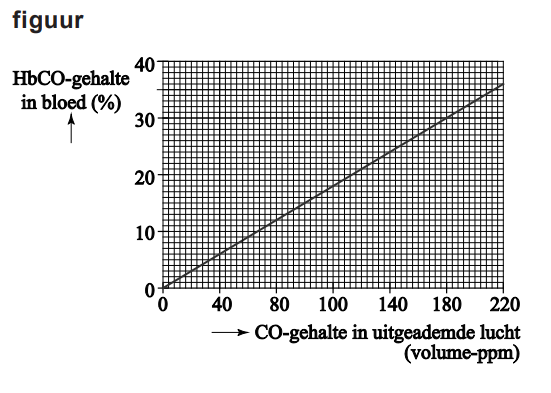 figuur
HbCO-gehalte
in bloed (%)
40
30
20
10
0
0 40 80 100 140 180 220
CO-gehalte in uitgeademde lucht
(volume-ppm)